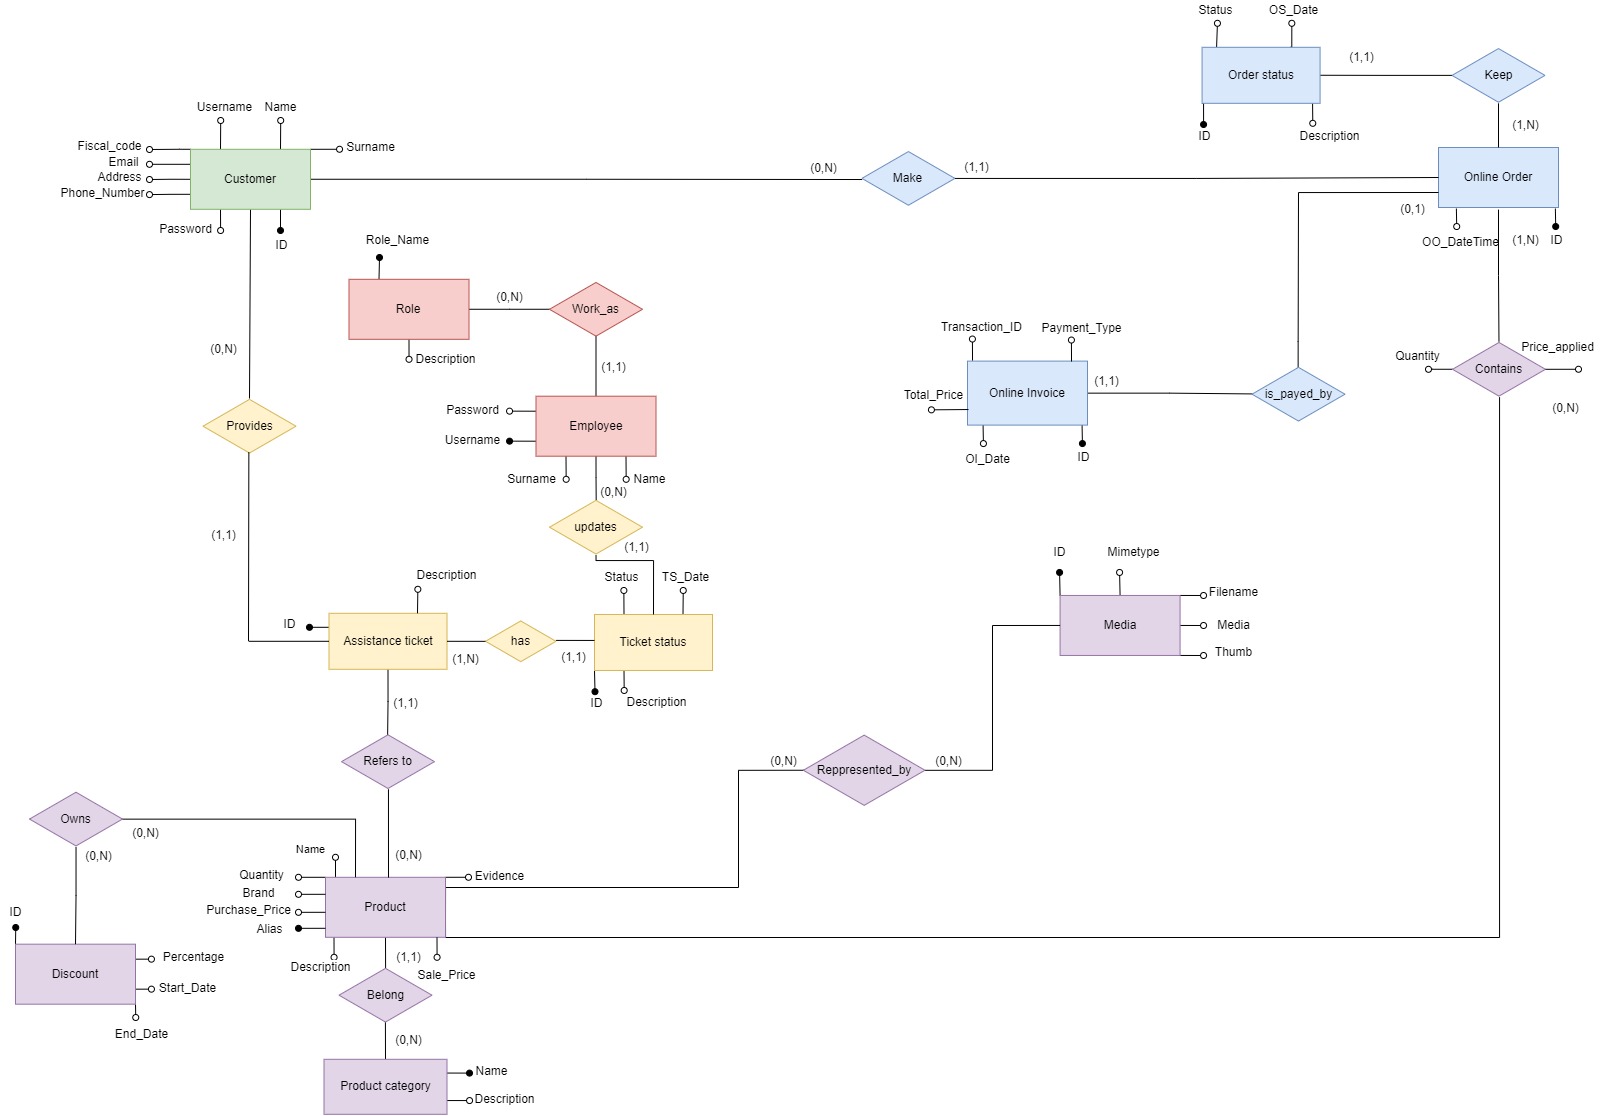 Status
OS_Date
Order status
(1,1)
Keep
ID
Description
(1,N)
Username
Name
Fiscal_code
Email
Address
Phone_Number
Surname
Customer
Password
ID
(0,N)
Make
(1,1)
Online Order
(0,1)
OO_DateTime
(1,N)
ID
Role_Name
Role
(0,N)
Work_as
Description
(0,N)
(1,1)
Transaction_ID
Payment_Type
Total_Price
Online Invoice
(1,1)
is_payed_by
OI_Date
ID
Quantity
Price_applied
Contains
(0,N)
Provides
Password
Username
Employee
Surname
Name
(0,N)
updates
(1,1)
(1,1)
Description
Status
TS_Date
ID
Assistance ticket
has
Ticket status
(1,N)
(1,1)
ID
Description
(1,1)
ID
Mimetype
Filename
Media
Media
Thumb
Refers to
(0,N)
Reppresented_by
(0,N)
Owns
(0,N)
(0,N)
Name
(0,N)
Quantity
Evidence
Brand
Purchase_Price
Product
Alias
Description
(1,1)
Sale_Price
ID
Discount
Percentage
Start_Date
End_Date
Belong
(0,N)
Product category
Name
Description